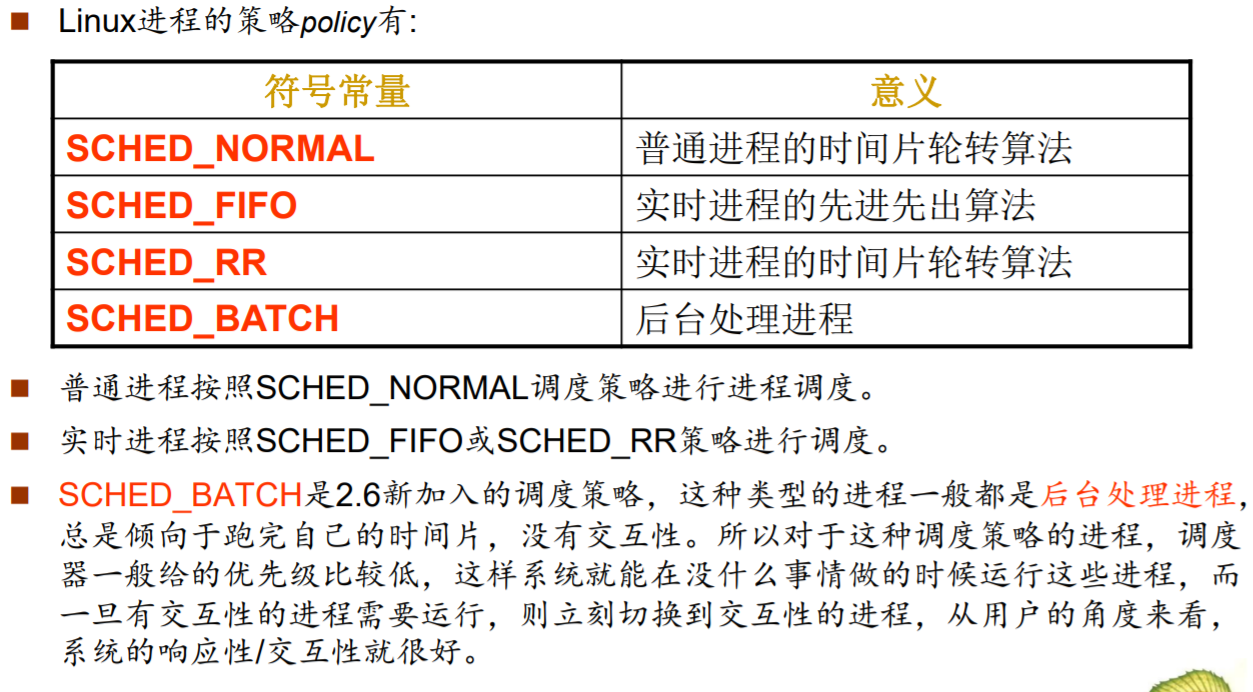 Linux进程的策略policy有:
符号常量 意义
SCHED_NORMAL 普通进程的时间片轮转算法
SCHED_FIFO 实时进程的先进先出算法
SCHED_RR 实时进程的时间片轮转算法
SCHED_BATCH 后台处理进程
普通进程按照SCHED_NORMAL调度策略进行进程调度。
实时进程按照SCHED_FIFO或SCHED_RR策略进行调度。
SCHED_BATCH是2.6新加入的调度策略，这种类型的进程一般都是后台处理进程，
总是倾向于跑完自己的时间片，没有交互性。所以对于这种调度策略的进程，调度
器一般给的优先级比较低，这样系统就能在没什么事情做的时候运行这些进程，而
一旦有交互性的进程需要运行，则立刻切换到交互性的进程，从用户的角度来看，
系统的响应性/交互性就很好。